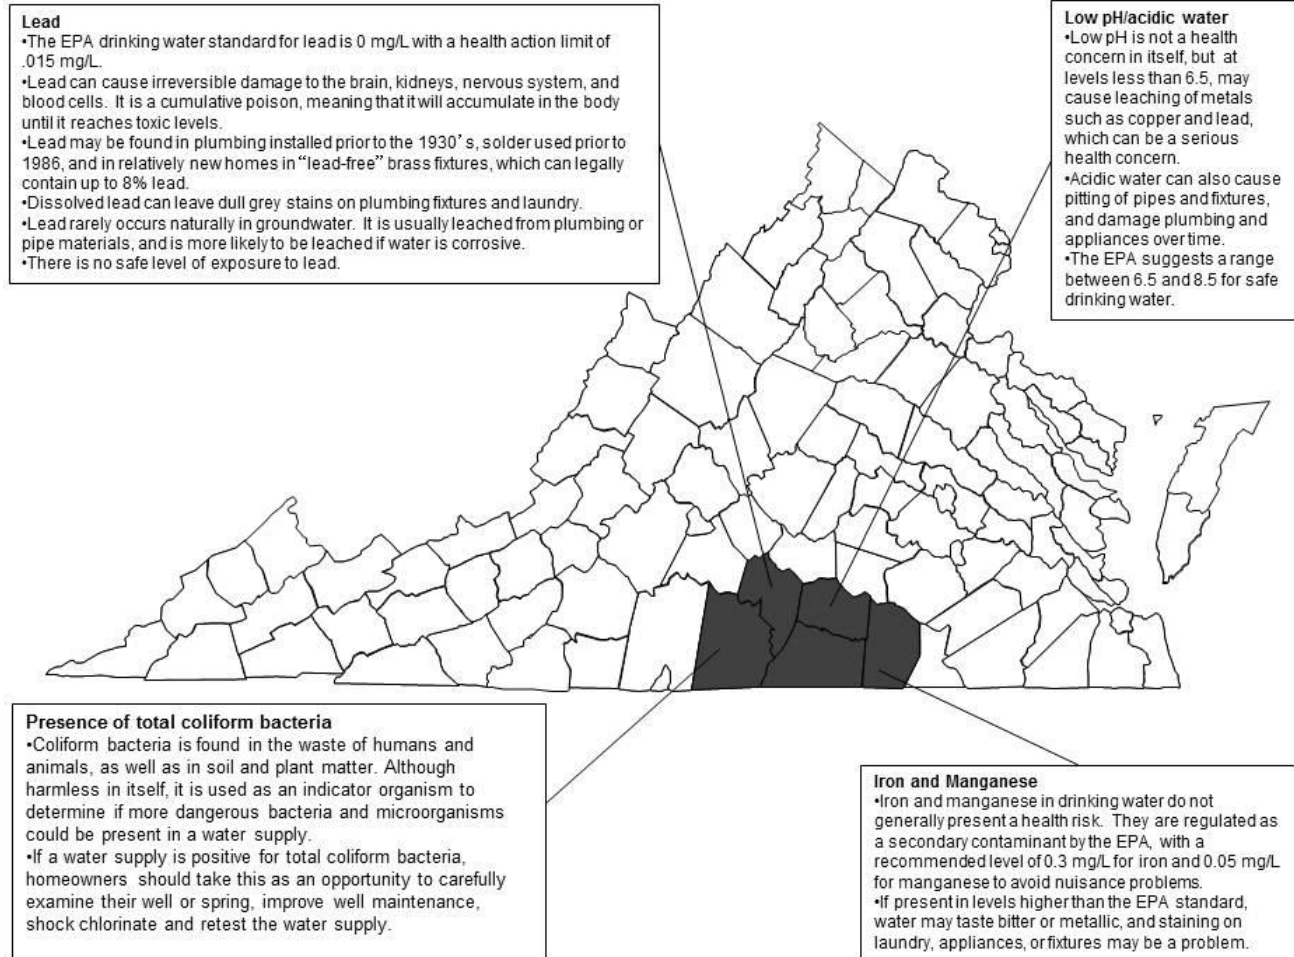 Lead
•The EPA drinking water standard for lead is 0 mg/L with a health action limit of
.015 mg/L.
•Lead can cause irreversible damage to the brain, kidneys, nervous system, and
blood cells. It is a cumulative poison, meaning that it will accumulate in the body
until it reaches toxic levels.
•Lead may be found in plumbing installed prior to the 1930's, solder used prior to
1986, and in relatively new homes in “lead-free” brass fixtures, which can legally
contain up to 8% lead.
•Dissolved lead can leave dull grey stains on plumbing fixtures and laundry.
•Lead rarely occurs naturally in groundwater. It is usually leached from plumbing or
pipe materials, and is more likely to be leached if water is corrosive.
•There is no safe level of exposure to lead.
Low pH/acidic water
•Low pH is not a health
concern in itself, but at
levels less than 6.5, may
cause leaching of metals
such as copper and lead,
which can be a serious
health concern.
•Acidic water can also cause
pitting of pipes and fixtures,
and damage plumbing and
appliances over time.
•The EPA suggests a range
between 6.5 and 8.5 for safe
drinking water.
Presence of total coliform bacteria
•Coliform bacteria is found in the waste of humans and
animals, as well as in soil and plant matter. Although
harmless in itself, it is used as an indicator organism to
determine if more dangerous bacteria and microorganisms
could be present in a water supply.
•If a water supply is positive for total coliform bacteria,
homeowners should take this as an opportunity to carefully
examine their well or spring, improve well maintenance,
shock chlorinate and retest the water supply.
Iron and Manganese
•Iron and manganese in drinking water do not
generally present a health risk. They are regulated as
a secondary contaminant by the EPA, with a
recommended level of 0.3 mg/L for iron and 0.05 mg/L
for manganese to avoid nuisance problems.
•If present in levels higher than the EPA standard,
water may taste bitter or metallic, and staining on
laundry, appliances, or fixtures may be a problem.